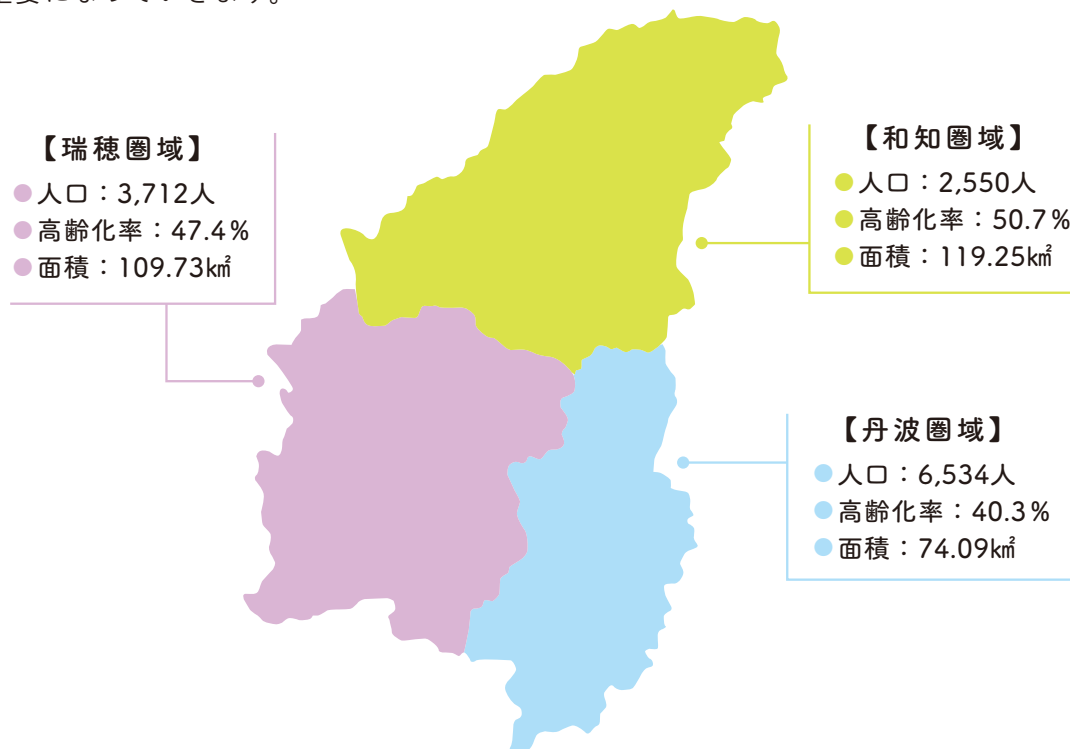 【瑞穂圏域】
●人口：3,712人
●高齢化率：47.4%
●面積：109.73㎢
【和知圏域】
●人口：2,550人
●高齢化率：50.7%
●面積：119.25㎢
【丹波圏域】
●人口：6,534人
●高齢化率：40.3%
●面積：74.09㎢